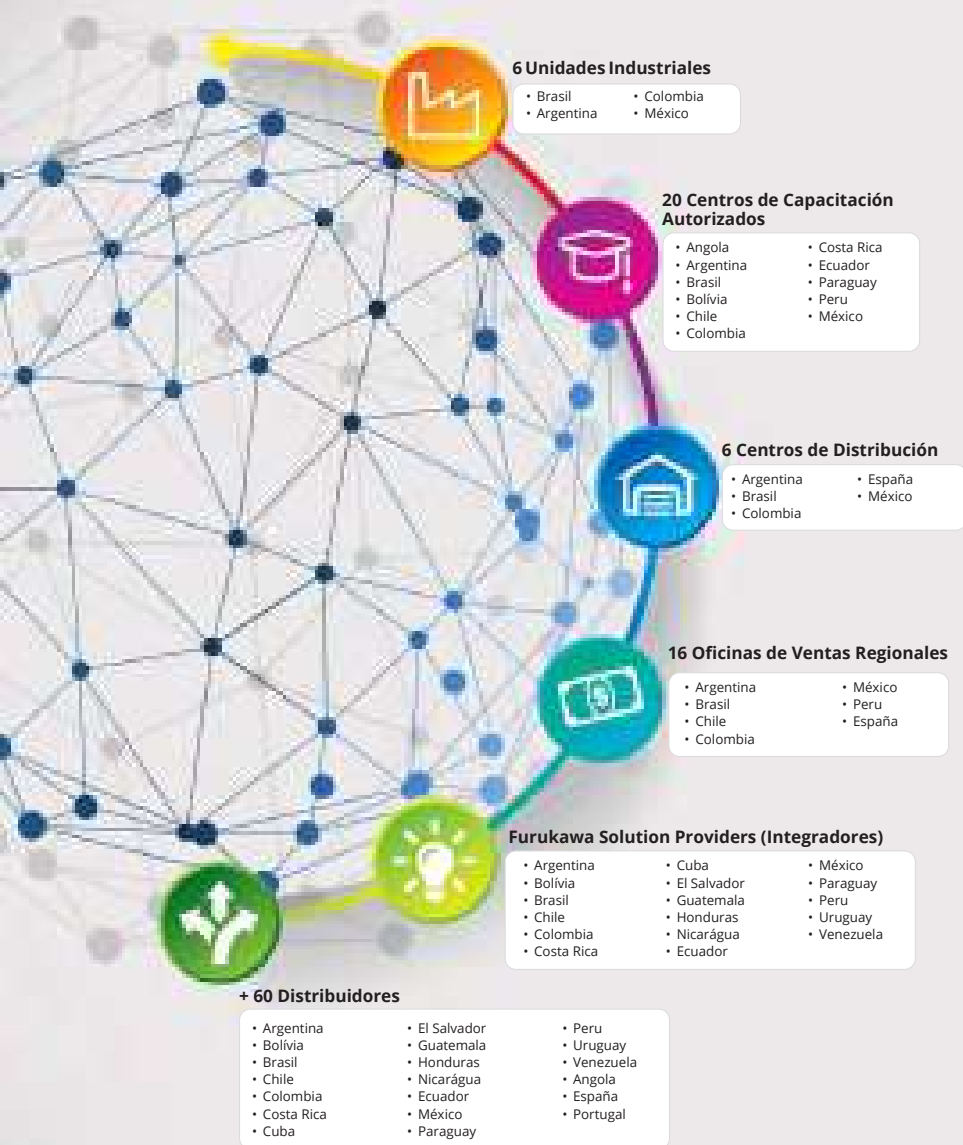 6 Unidades Industriales
• Brasil
• Argentina
• Colombia
• México
20 Centros de Capacitación
Autorizados
• Angola
• Argentina
• Brasil
• Bolívia
• Chile
• Colombia
• Costa Rica
• Ecuador
• Paraguay
• Peru
• México
6 Centros de Distribución
• Argentina
• Brasil
• Colombia
• España
• México
16 Oficinas de Ventas Regionales
• Argentina
• Brasil
• Chile
• Colombia
• México
• Peru
• España
Furukawa Solution Providers (Integradores)
• Argentina
• Bolívia
• Brasil
• Chile
• Colombia
• Costa Rica
• Cuba
• El Salvador
• Guatemala
• Honduras
• Nicarágua
• Ecuador
• México
• Paraguay
• Peru
• Uruguay
• Venezuela
+ 60 Distribuidores
• Argentina
• Bolívia
• Brasil
• Chile
• Colombia
• Costa Rica
• Cuba
• El Salvador
• Guatemala
• Honduras
• Nicarágua
• Ecuador
• México
• Paraguay
• Peru
• Uruguay
• Venezuela
• Angola
• España
• Portugal